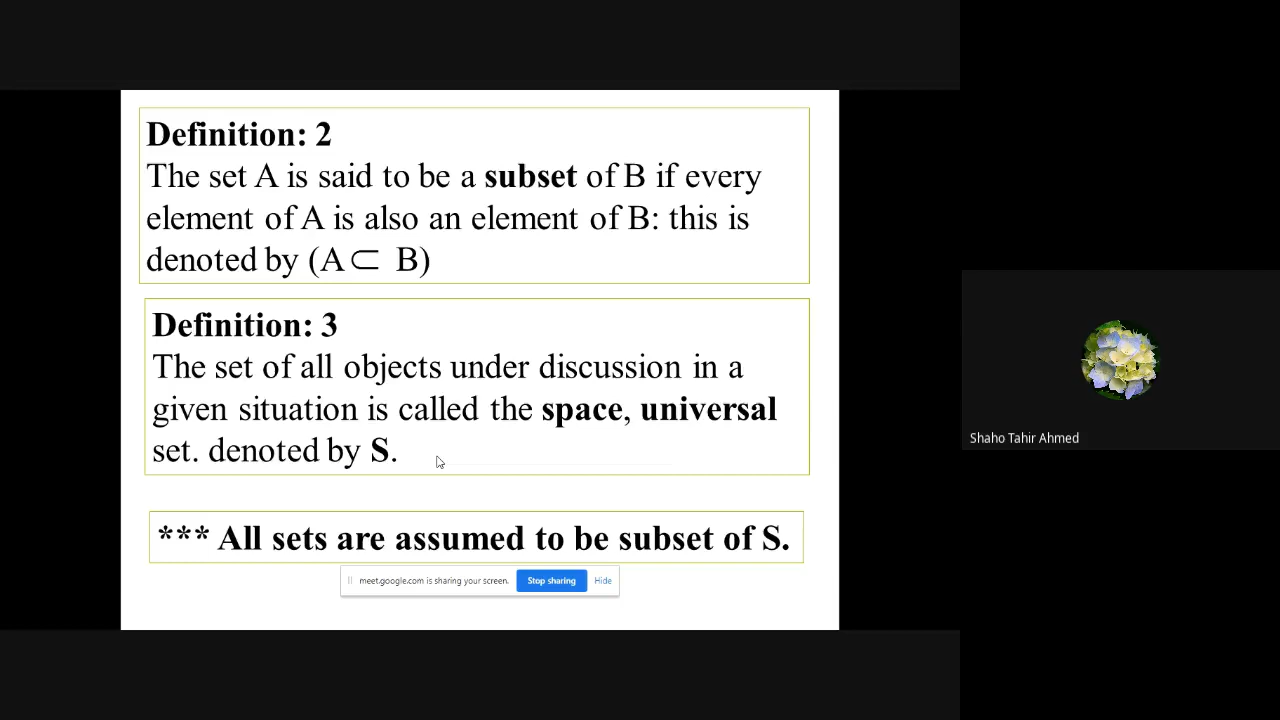 Definition: 2
The set A is said to be a subset of B if every
element of A is also an element of B: this is
denoted by (A ⊂ B)
Definition: 3
The set of all objects under discussion in a
given situation is called the space, universal
set. denoted by S.
*** All sets are assumed to be subset of S.
meet.google.com is sharing your screen. Stop sharing Hide
Shaho Tahir Ahmed